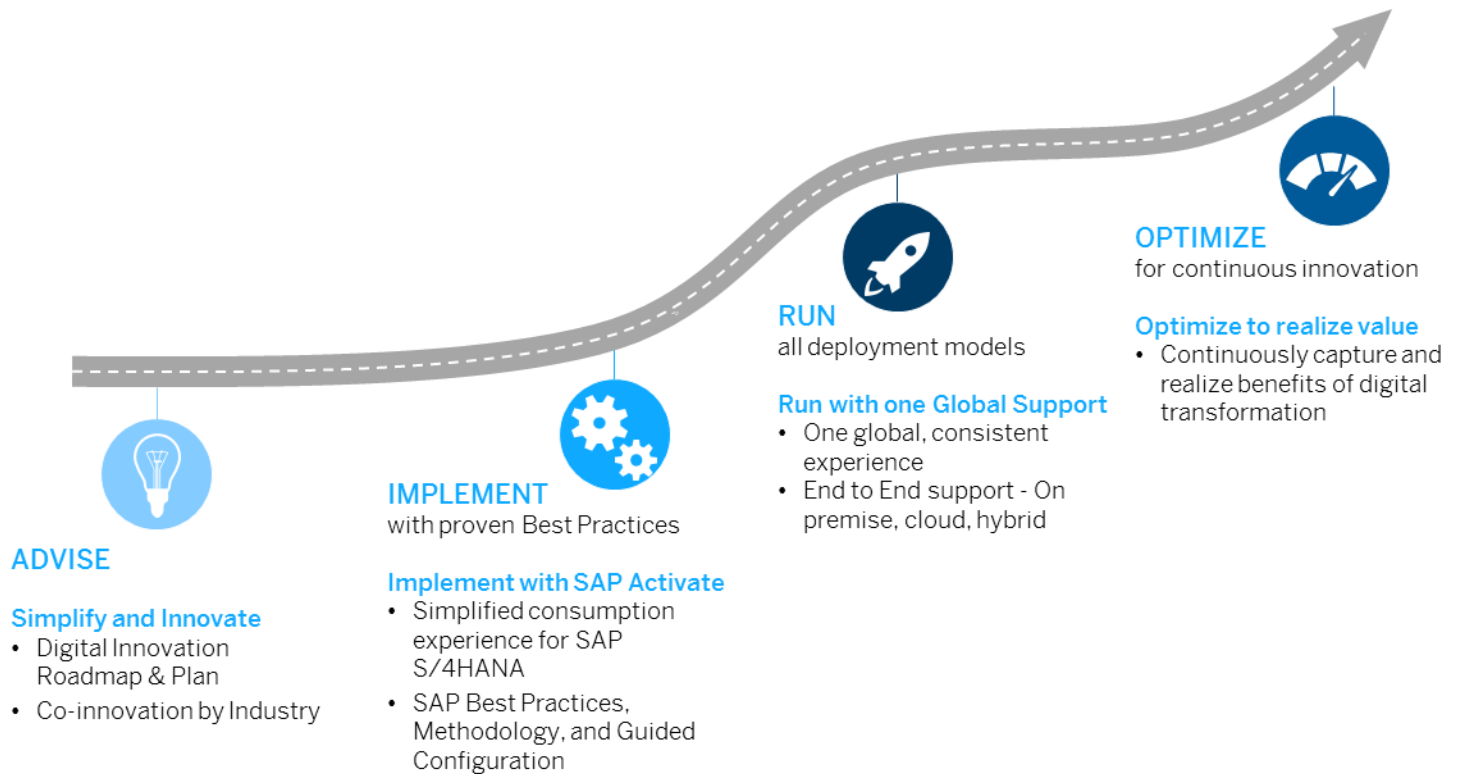 ADVISE
Simplify and Innovate
• Digital Innovation
Roadmap & Plan
• Co-innovation by Industry
IMPLEMENT
with proven Best Practices
Implement with SAP Activate
• Simplified consumption
experience for SAP
S/4HANA
• SAP Best Practices,
Methodology, and Guided
Configuration
RUN
all deployment models
Run with one Global Support
• One global, consistent
experience
• End to End support - On
premise, cloud, hybrid
OPTIMIZE
for continuous innovation
Optimize to realize value
• Continuously capture and
realize benefits of digital
transformation